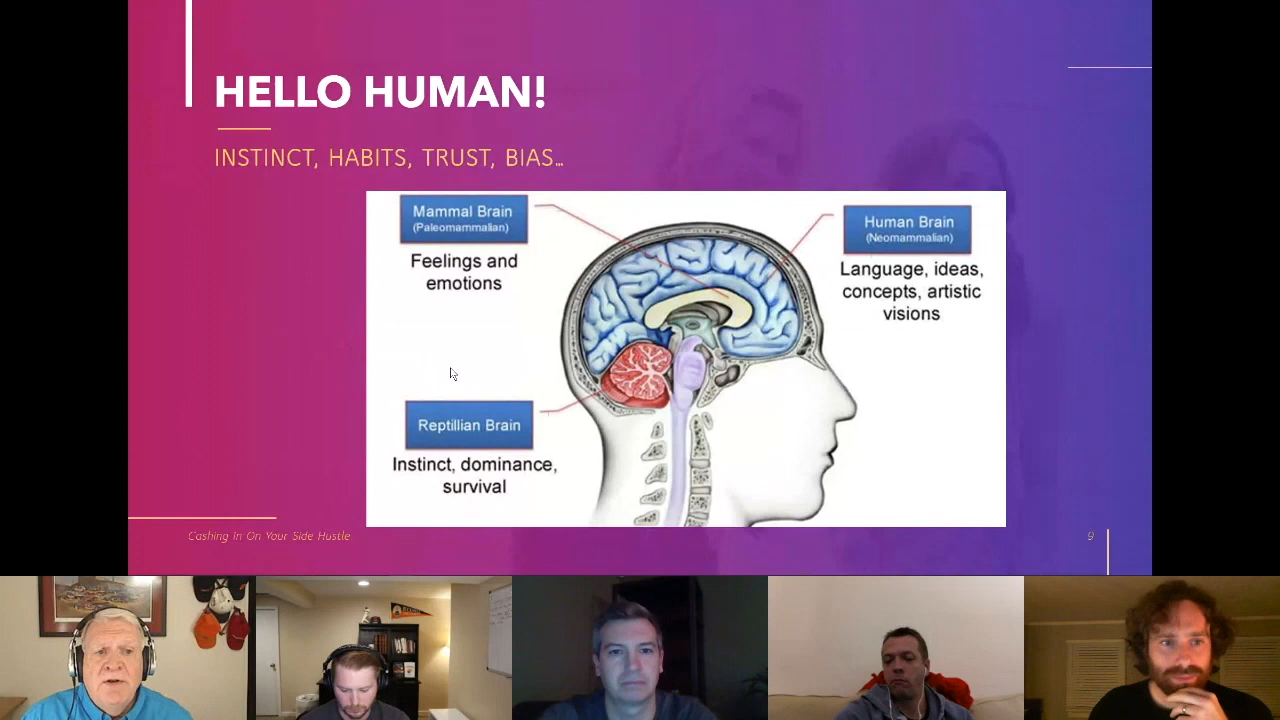 HELLO HUMAN!
INSTINCT, HABITS, TRUST, BIAS…
Mammal Brain
(Paleomammalian)
Feelings and
emotions
Human Brain
(Neomammalian)
Language, ideas,
concepts, artistic
visions
Reptillian Brain
Instinct, dominance,
survival
Cashing in On Your Side Hustle
9